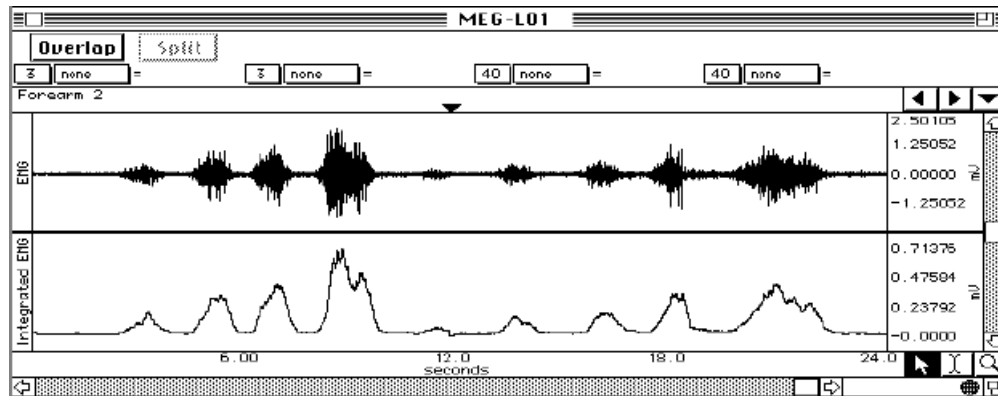 MEG-L01
Overlap Split
3 none = 3 none = 40 none = 40 none =
Forearm 2
EMG
2.50105
1.25052
0.00000
-1.25052
mV
Integrated EMG
0.71376
0.47584
0.23792
-0.0000
mV
6.00 12.0 18.0 24.0
seconds